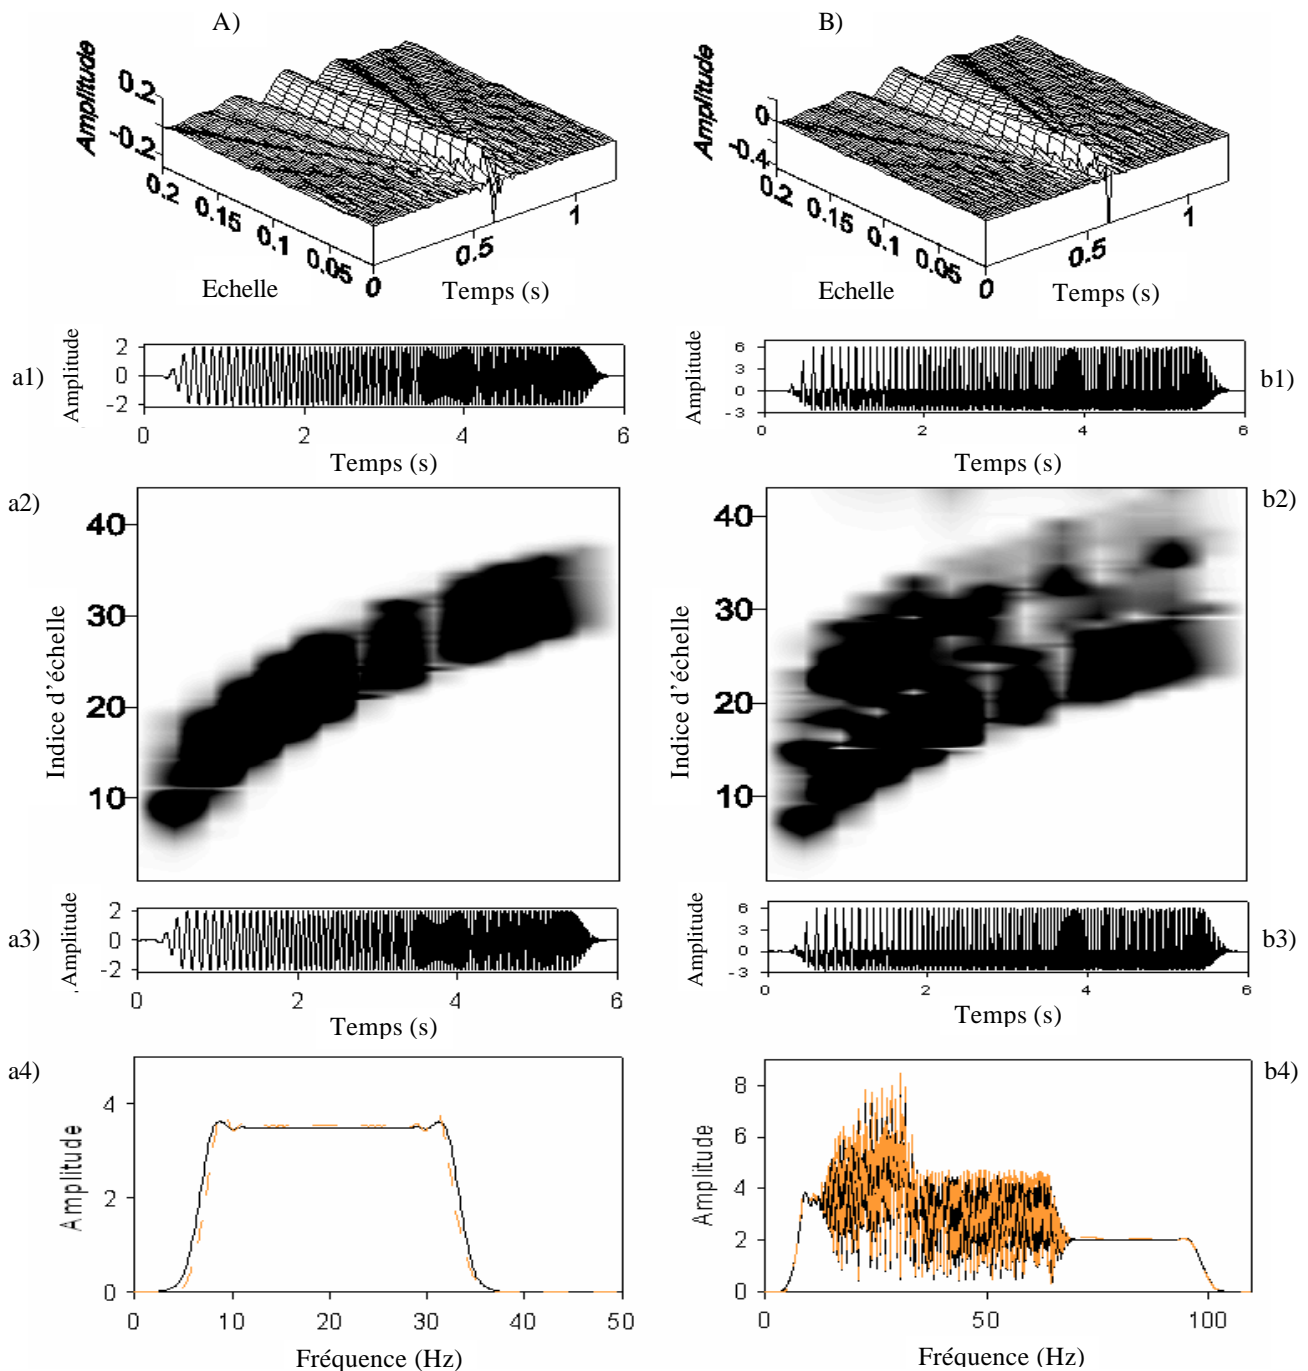 A)
B)
Amplitude
0.2
-0.2
0.2
0.15
0.1
0.05
0
0.5
1
Echelle
Temps (s)
Amplitude
0
-0.4
0.2
0.15
0.1
0.05
0
0.5
1
Echelle
Temps (s)
a1)
Amplitude
2
0
-2
0
2
4
6
Temps (s)
b1)
Amplitude
6
3
0
-3
0
2
4
6
Temps (s)
a2)
Indice d'échelle
40
30
20
10
b2)
Indice d'échelle
40
30
20
10
a3)
Amplitude
2
0
-2
0
2
4
6
Temps (s)
b3)
Amplitude
6
3
0
-3
0
2
4
6
Temps (s)
a4)
Amplitude
4
2
0
0
10
20
30
40
50
Fréquence (Hz)
b4)
Amplitude
8
6
4
2
0
0
50
100
Fréquence (Hz)